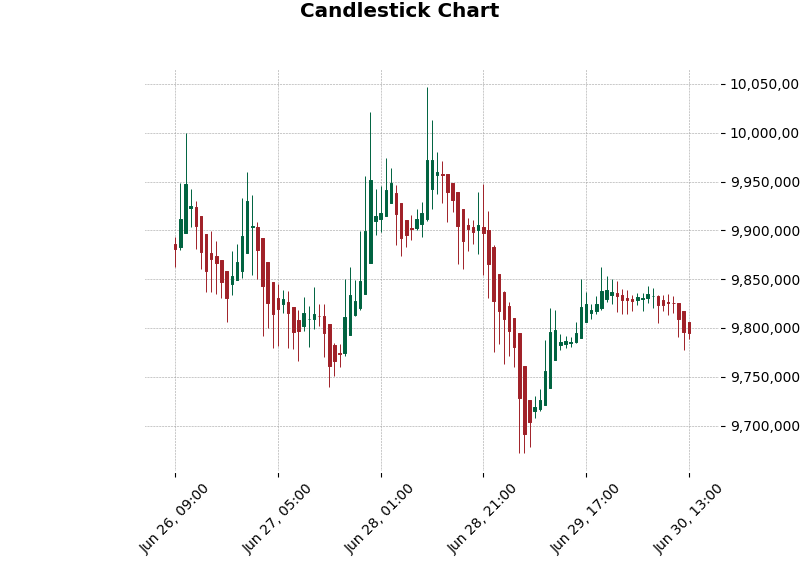 Candlestick Chart
10,050,00
10,000,00
9,950,000
9,900,000
9,850,000
9,800,000
9,750,000
9,700,000
Jun 26, 09:00
Jun 27, 05:00
Jun 28, 01:00
Jun 28, 21:00
Jun 29, 17:00
Jun 30, 13:00